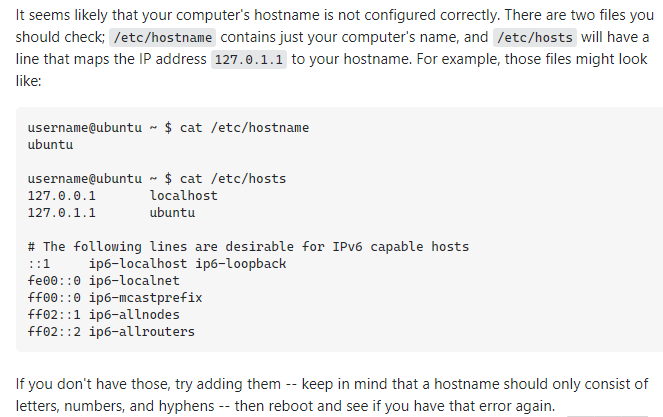 It seems likely that your computer's hostname is not configured correctly. There are two files you
should check; /etc/hostname contains just your computer's name, and /etc/hosts will have a
line that maps the IP address 127.0.1.1 to your hostname. For example, those files might look
like:
username@ubuntu ~ $ cat /etc/hostname
ubuntu
username@ubuntu ~ $ cat /etc/hosts
127.0.0.1       localhost
127.0.1.1       ubuntu
# The following lines are desirable for IPv6 capable hosts
::1     ip6-localhost ip6-loopback
fe00::0 ip6-localnet
ff00::0 ip6-mcastprefix
ff02::1 ip6-allnodes
ff02::2 ip6-allrouters
If you don't have those, try adding them -- keep in mind that a hostname should only consist of
letters, numbers, and hyphens -- then reboot and see if you have that error again.